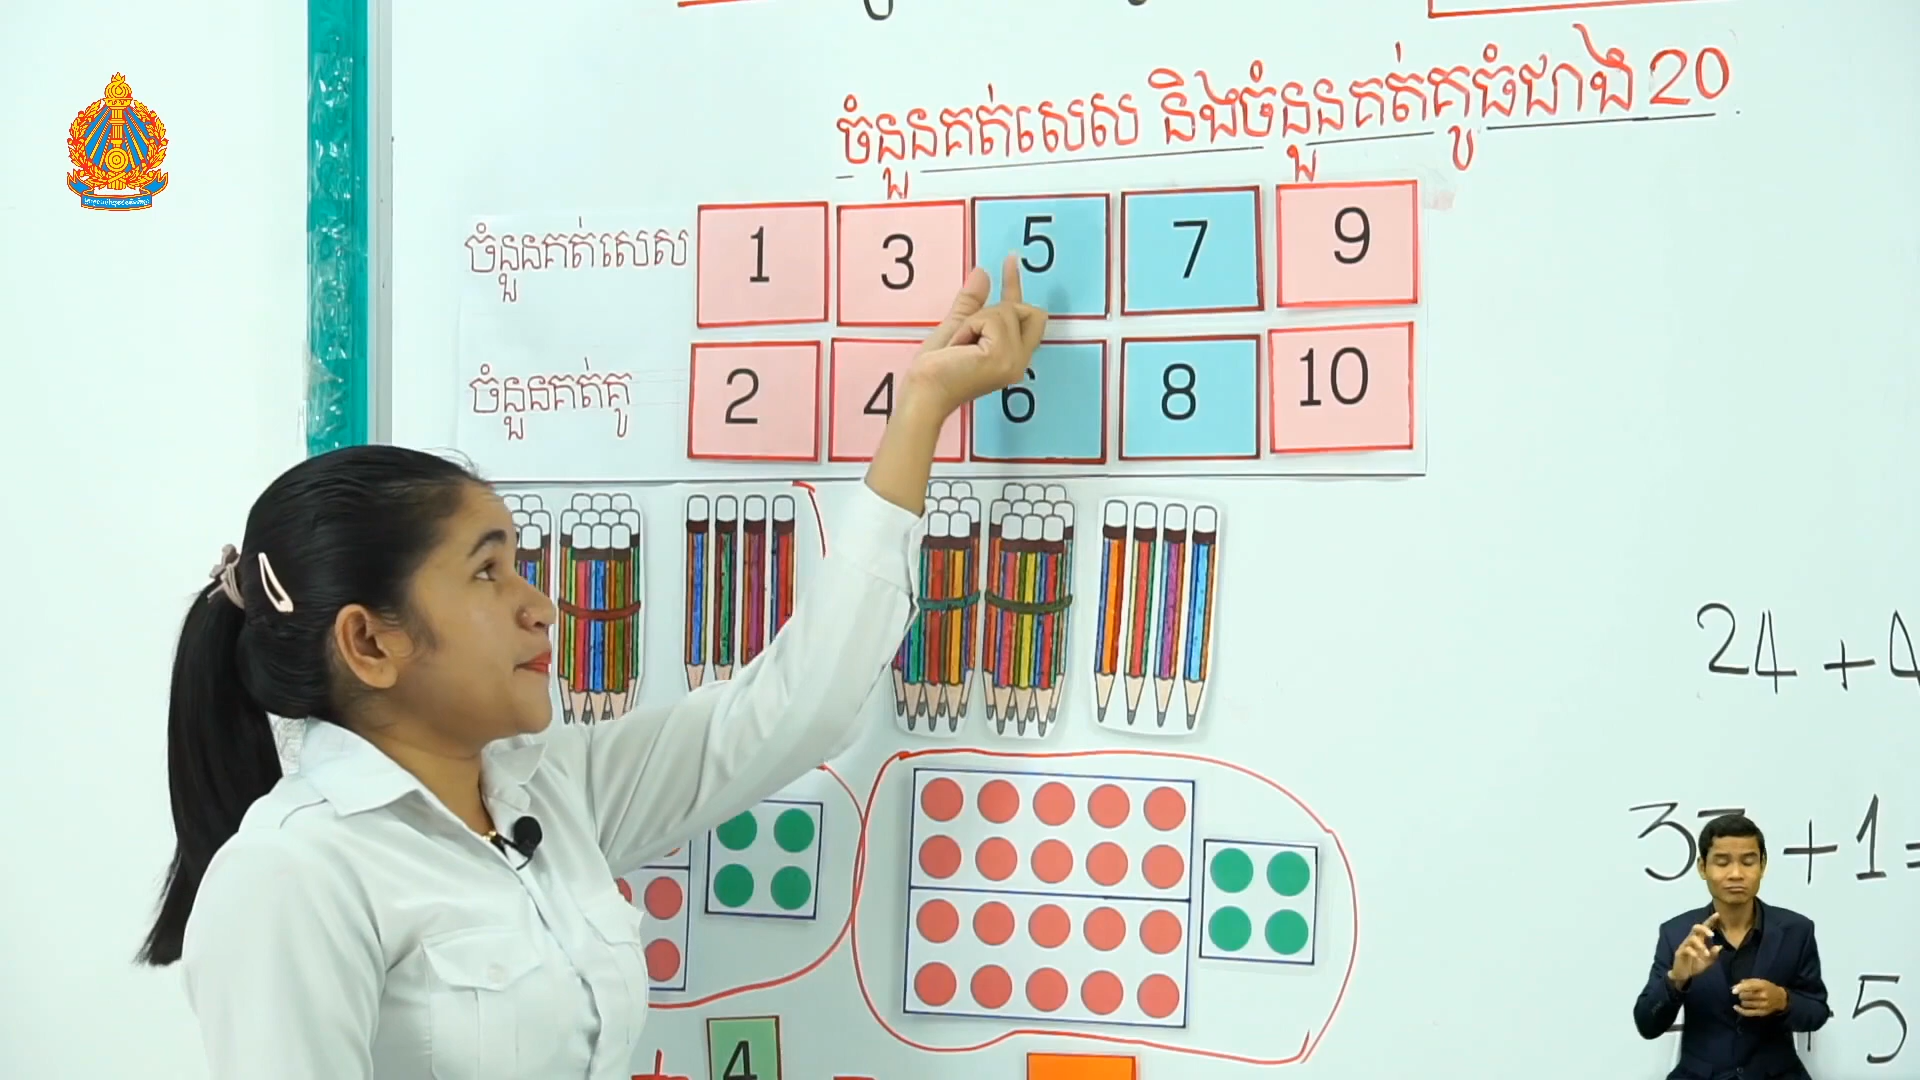 ចំនួនគត់សេស និងចំនួនគត់គូធំជាង 20
ចំនួនគត់សេស 1 3 5 7 9
ចំនួនគត់គូ 2 4 6 8 10
24 + 4
+ 1 =
5
+ 4